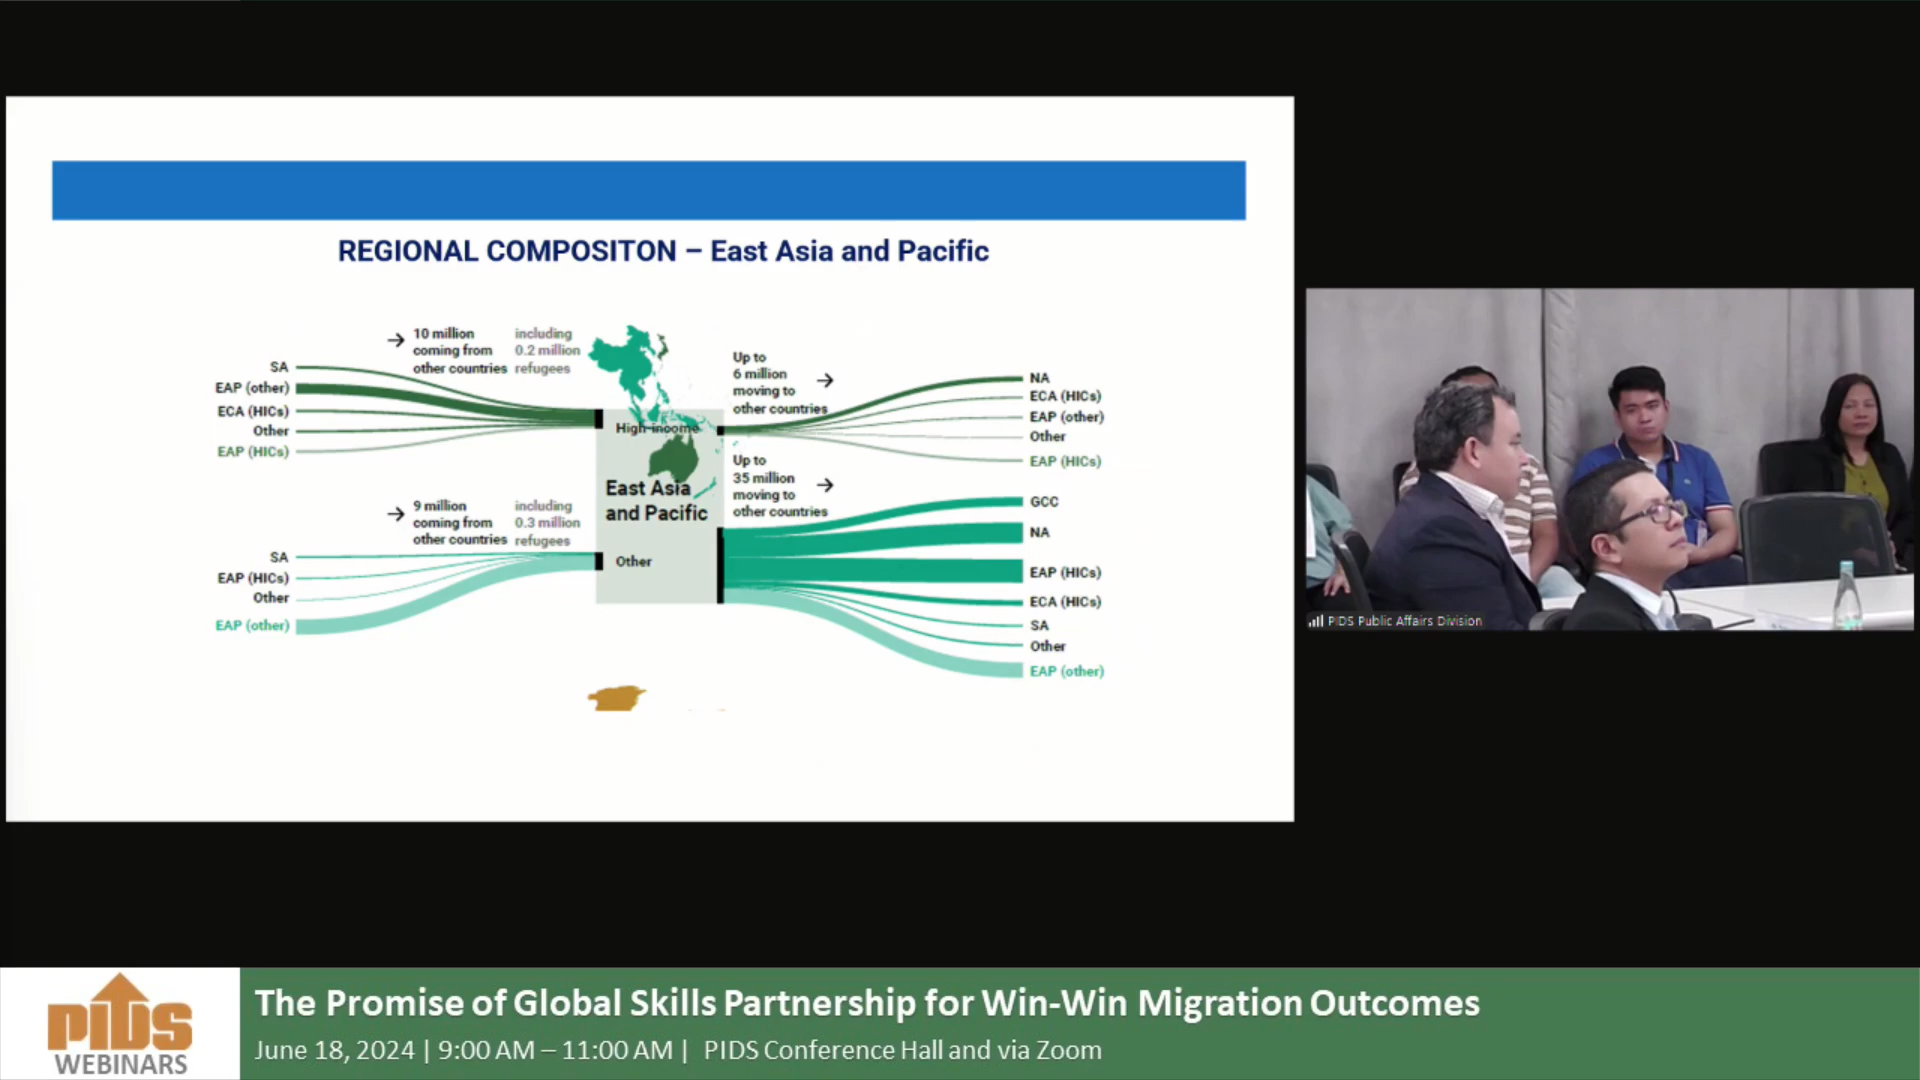 REGIONAL COMPOSITON – East Asia and Pacific
10 million
coming from
other countries
including
0.2 million
refugees
SA
EAP (other)
ECA (HICs)
Other
EAP (HICs)
High-income
Up to
6 million
moving to
other countries
NA
ECA (HICs)
EAP (other)
Other
EAP (HICs)
East Asia
and Pacific
Up to
35 million
moving to
other countries
9 million
coming from
other countries
including
0.3 million
refugees
SA
EAP (HICs)
Other
EAP (other)
Other
GCC
NA
EAP (HICs)
ECA (HICs)
SA
Other
EAP (other)
PIDS Public Affairs Division
PIDS
WEBINARS
The Promise of Global Skills Partnership for Win-Win Migration Outcomes
June 18, 2024 | 9:00 AM – 11:00 AM | PIDS Conference Hall and via Zoom